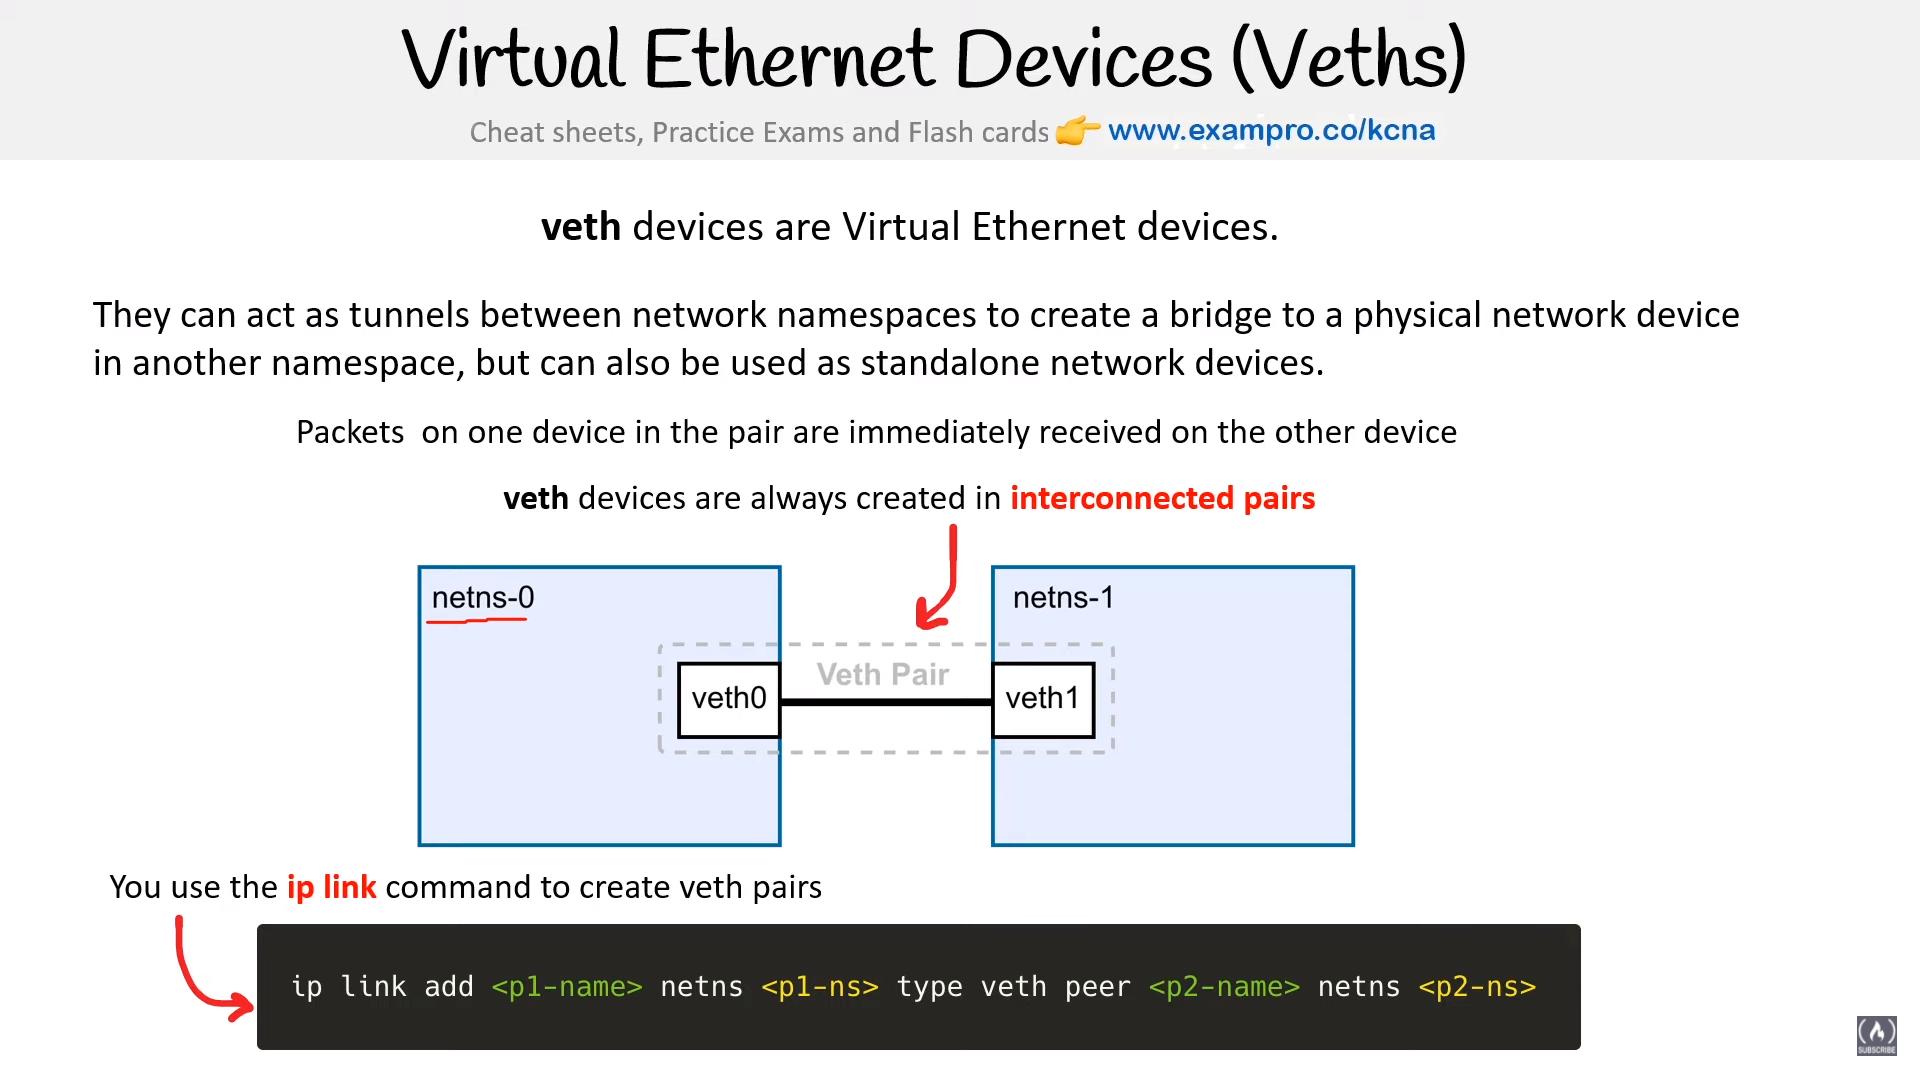 Virtual Ethernet Devices (Veths)
Cheat sheets, Practice Exams and Flash cards 👉 www.exampro.co/kcna
veth devices are Virtual Ethernet devices.
They can act as tunnels between network namespaces to create a bridge to a physical network device
in another namespace, but can also be used as standalone network devices.
Packets on one device in the pair are immediately received on the other device
veth devices are always created in interconnected pairs
netns-0
netns-1
Veth Pair
veth0
veth1
You use the ip link command to create veth pairs
ip link add <p1-name> netns <p1-ns> type veth peer <p2-name> netns <p2-ns>
SUBSCRIBE